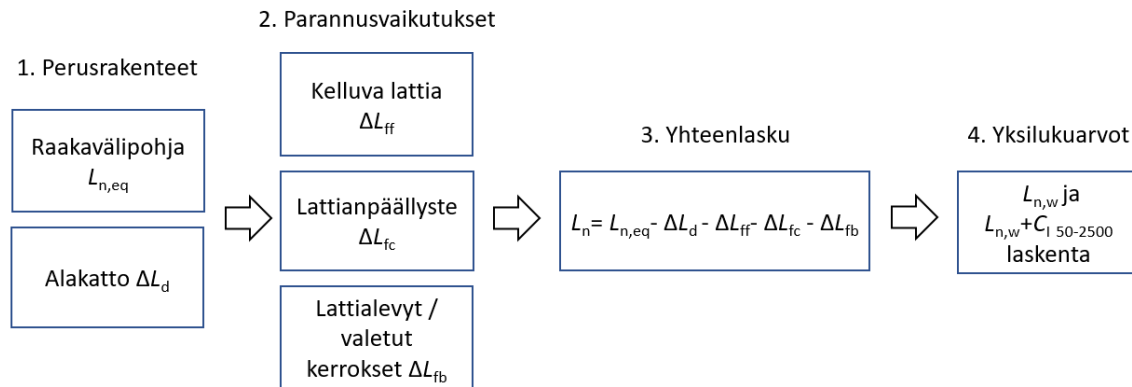 1. Perusrakenteet
Raakavälipohja
Ln,eq
Alakatto ΔLd
2. Parannusvaikutukset
Kelluva lattia
ΔLff
Lattianpäällyste
ΔLfc
Lattialevyt /
valetut
kerrokset ΔLfb
3. Yhteenlasku
Ln= Ln,eq- ΔLd - ΔLff- ΔLfc - ΔLfb
4. Yksilukuarvot
Ln,w ja
Ln,w+CI 50-2500
laskenta